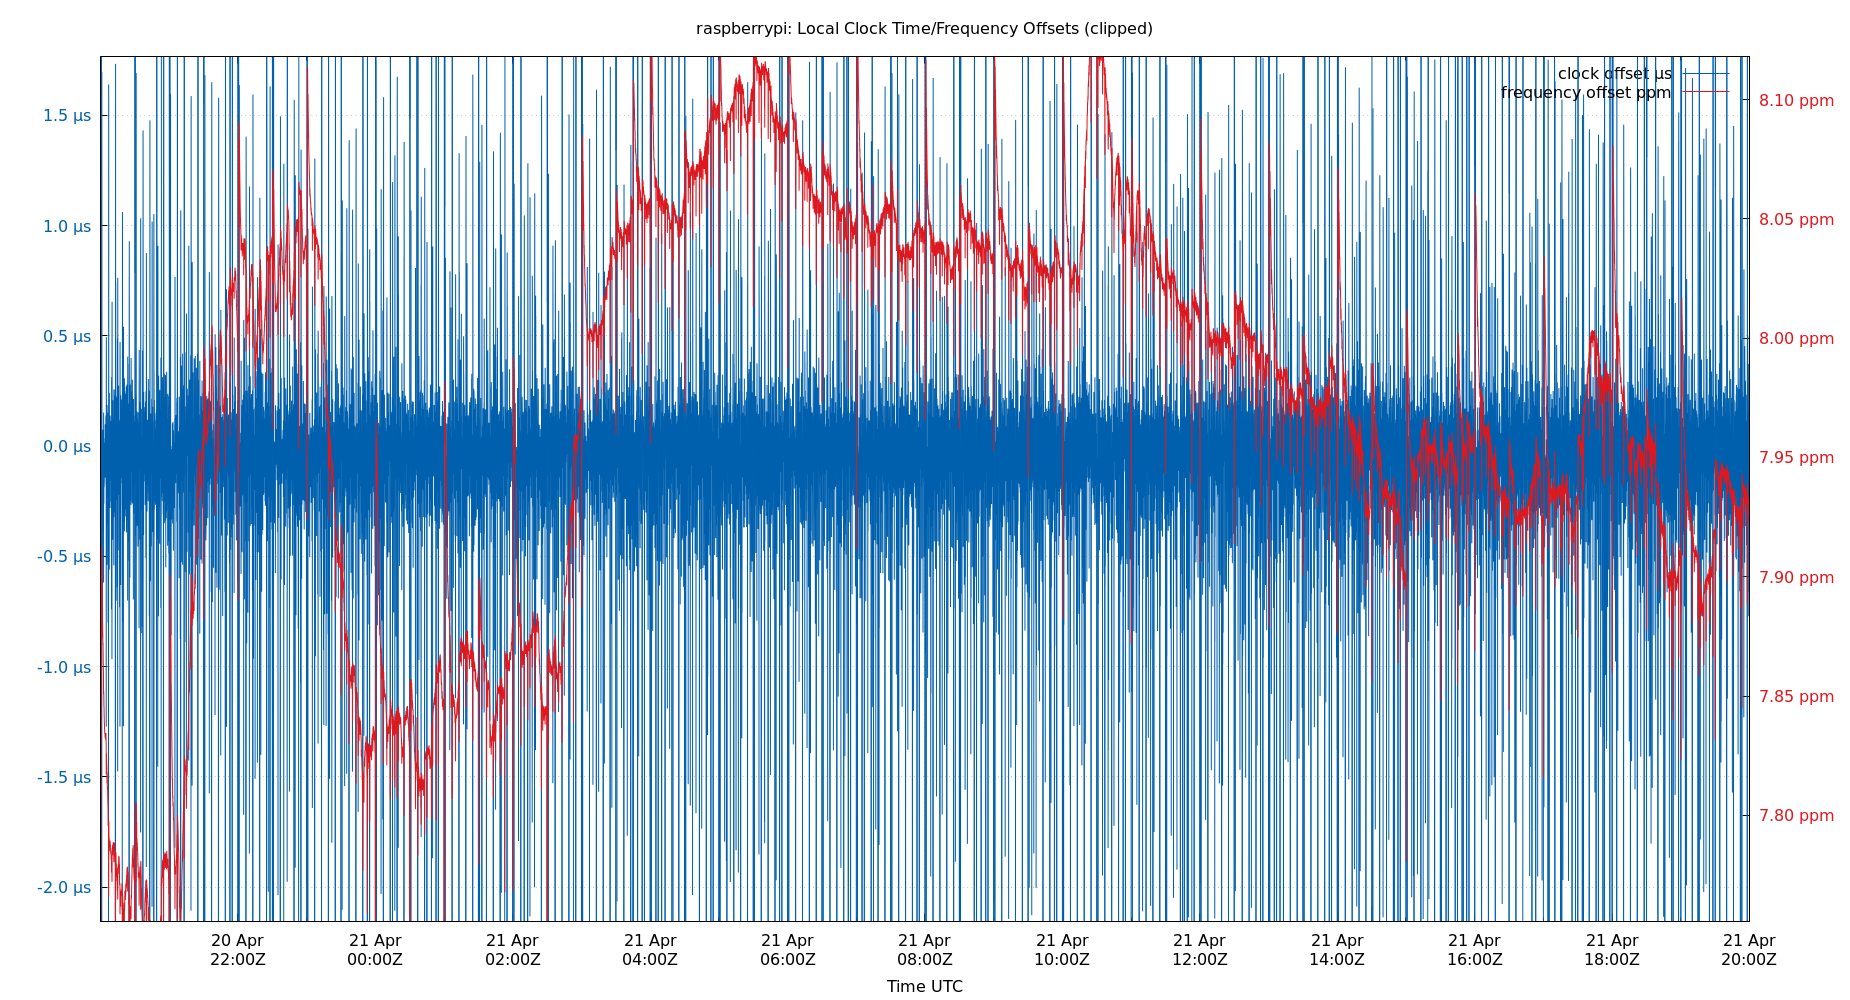 raspberrypi: Local Clock Time/Frequency Offsets (clipped)
clock offset µs
frequency offset ppm
1.5 µs
1.0 µs
0.5 µs
0.0 µs
-0.5 µs
-1.0 µs
-1.5 µs
-2.0 µs
8.10 ppm
8.05 ppm
8.00 ppm
7.95 ppm
7.90 ppm
7.85 ppm
7.80 ppm
20 Apr 21 Apr 21 Apr 21 Apr 21 Apr 21 Apr 21 Apr 21 Apr 21 Apr 21 Apr 21 Apr 21 Apr
22:00Z 00:00Z 02:00Z 04:00Z 06:00Z 08:00Z 10:00Z 12:00Z 14:00Z 16:00Z 18:00Z 20:00Z
Time UTC